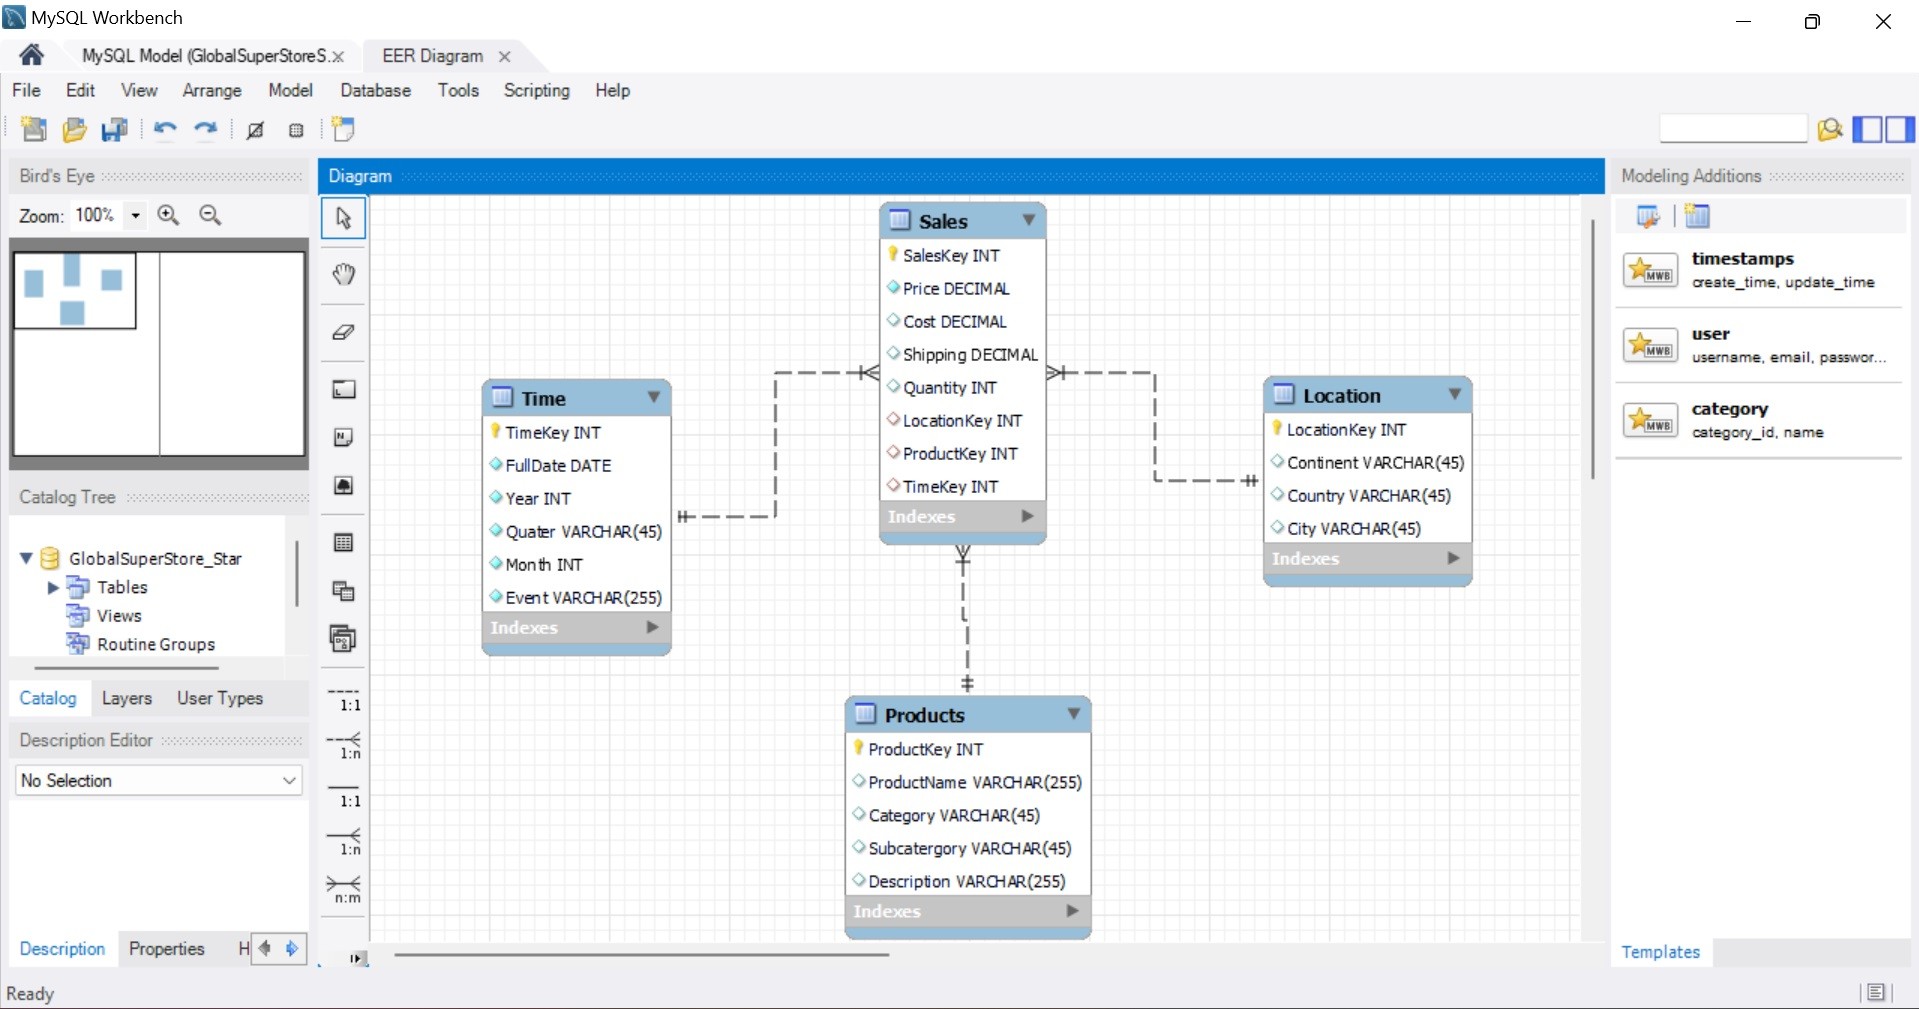 MySQL Workbench
MySQL Model (GlobalSuperStoreS.
EER Diagram
File Edit View Arrange Model Database Tools Scripting Help
Bird's Eye
Zoom: 100%
Catalog Tree
GlobalSuperStore_Star
Tables
Views
Routine Groups
Catalog Layers User Types
Description Editor
No Selection
Description Properties H
Diagram
1:1
1:n
1:1
1:n
n:m
Time
TimeKey INT
FullDate DATE
Year INT
Quater VARCHAR(45)
Month INT
Event VARCHAR(255)
Indexes
Sales
SalesKey INT
Price DECIMAL
Cost DECIMAL
Shipping DECIMAL
Quantity INT
LocationKey INT
ProductKey INT
TimeKey INT
Indexes
Location
LocationKey INT
Continent VARCHAR(45)
Country VARCHAR(45)
City VARCHAR(45)
Indexes
Products
ProductKey INT
ProductName VARCHAR(255)
Category VARCHAR(45)
Subcatergory VARCHAR(45)
Description VARCHAR(255)
Indexes
Modeling Additions
MWB
timestamps
create_time, update_time
MWB
user
username, email, passwor...
MWB
category
category_id, name
Templates
Ready